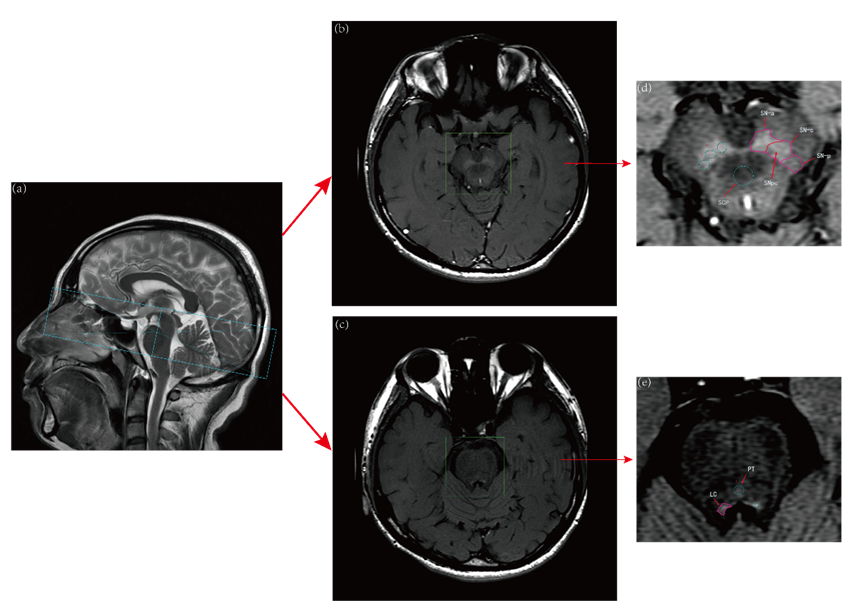 (a)
(b)
(c)
(d)
SN-a
SN-c
SN-p
SNpc
SCP
(e)
PT
LC